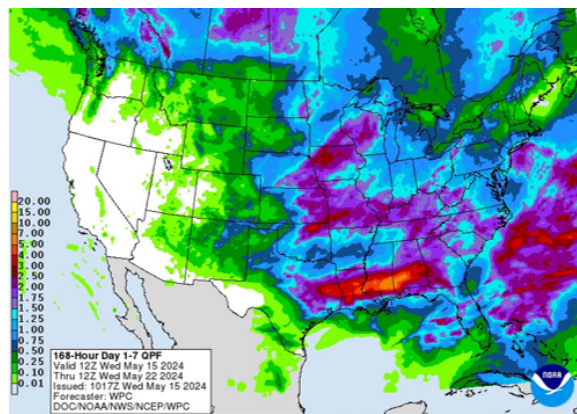 20.00
15.00
10.00
7.00
5.00
4.00
3.00
2.50
2.00
1.75
1.50
1.25
1.00
0.75
0.50
0.25
0.10
0.01
168-Hour Day 1-7 QPF
Valid 12Z Wed May 15 2024
Thru 12Z Wed May 22 2024
Issued: 1017Z Wed May 15 2024
Forecaster: WPC
DOC/NOAA/NWS/NCEP/WPC
NOAA